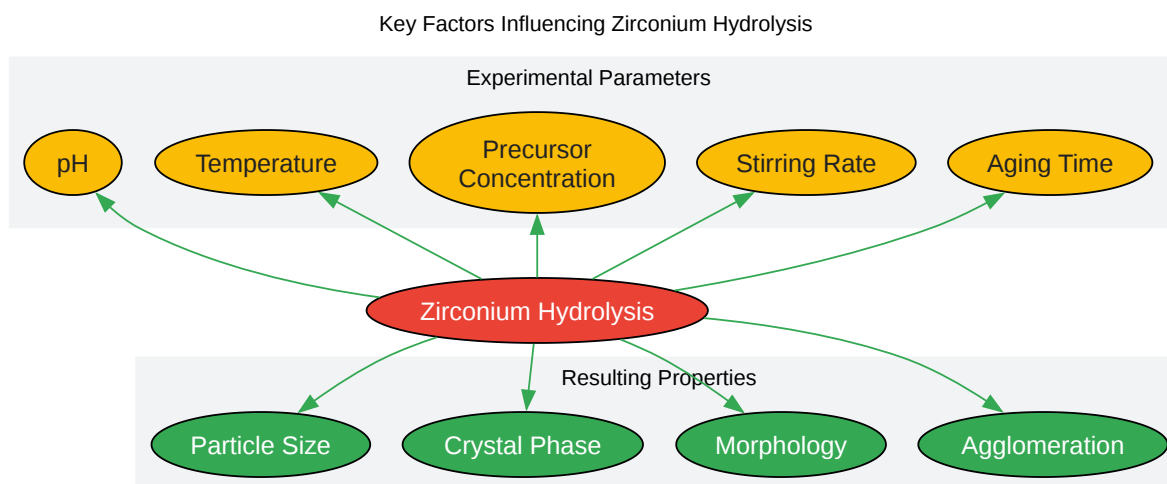 Key Factors Influencing Zirconium Hydrolysis
Experimental Parameters
pH
Temperature
Precursor
Concentration
Stirring Rate
Aging Time
Zirconium Hydrolysis
Resulting Properties
Particle Size
Crystal Phase
Morphology
Agglomeration